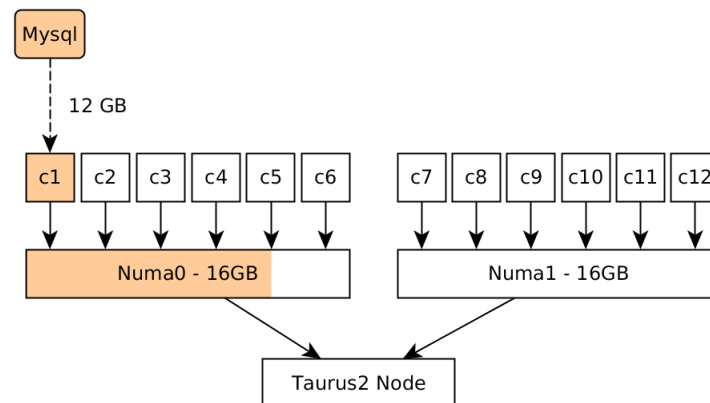 Mysql
12 GB
c1 c2 c3 c4 c5 c6 c7 c8 c9 c10 c11 c12
Numa0 - 16GB Numa1 - 16GB
Taurus2 Node